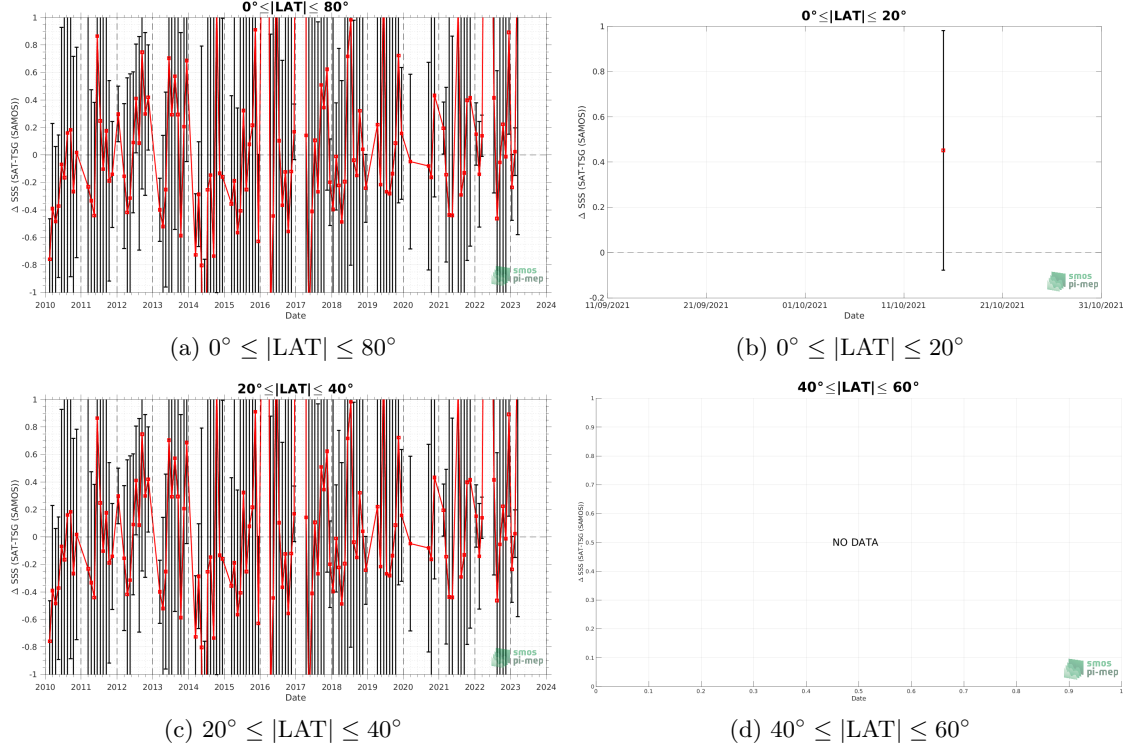 0°≤|LAT|≤ 80°
Δ SSS (SAT-TSG (SAMOS))
1
0.8
0.6
0.4
0.2
0
-0.2
-0.4
-0.6
-0.8
-1
2010 2011 2012 2013 2014 2015 2016 2017 2018 2019 2020 2021 2022 2023 2024
Date
smos
pi-mep
(a) 0° ≤ |LAT| ≤ 80°
0°≤|LAT|≤ 20°
Δ SSS (SAT-TSG (SAMOS))
1
0.8
0.6
0.4
0.2
0
-0.2
11/09/2021 21/09/2021 01/10/2021 11/10/2021 21/10/2021 31/10/2021
Date
smos
pi-mep
(b) 0° ≤ |LAT| ≤ 20°
20°≤|LAT|≤ 40°
Δ SSS (SAT-TSG (SAMOS))
1
0.8
0.6
0.4
0.2
0
-0.2
-0.4
-0.6
-0.8
-1
2010 2011 2012 2013 2014 2015 2016 2017 2018 2019 2020 2021 2022 2023 2024
Date
smos
pi-mep
(c) 20° ≤ |LAT| ≤ 40°
40°≤|LAT|≤ 60°
Δ SSS (SAT-TSG (SAMOS))
1
0.9
0.8
0.7
0.6
0.5
0.4
0.3
0.2
0.1
0
NO DATA
0 0.1 0.2 0.3 0.4 0.5 0.6 0.7 0.8 0.9 1
Date
smos
pi-mep
(d) 40° ≤ |LAT| ≤ 60°